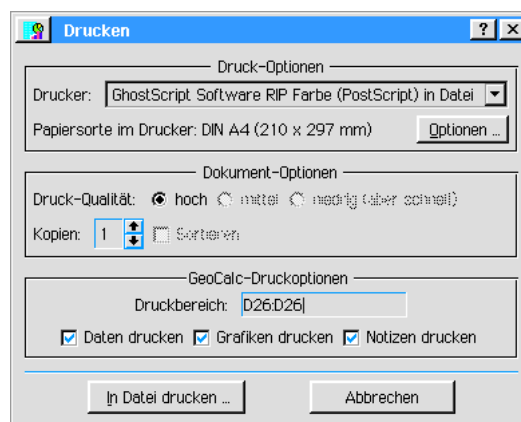 Drucken ? X
Druck-Optionen
Drucker: GhostScript Software RIP Farbe (PostScript) in Datei
Papiersorte im Drucker: DIN A4 (210 x 297 mm) Optionen ...
Dokument-Optionen
Druck-Qualität: hoch mittel niedrig (aber schnell)
Kopien: 1 Sortieren
GeoCalc-Druckoptionen
Druckbereich: D26:D26
Daten drucken Grafiken drucken Notizen drucken
In Datei drucken ... Abbrechen